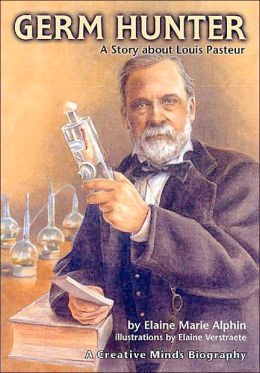 GERM HUNTER
A Story about Louis Pasteur
by Elaine Marie Alphin
illustrations by Elaine Verstraete
A Creative Minds Biography